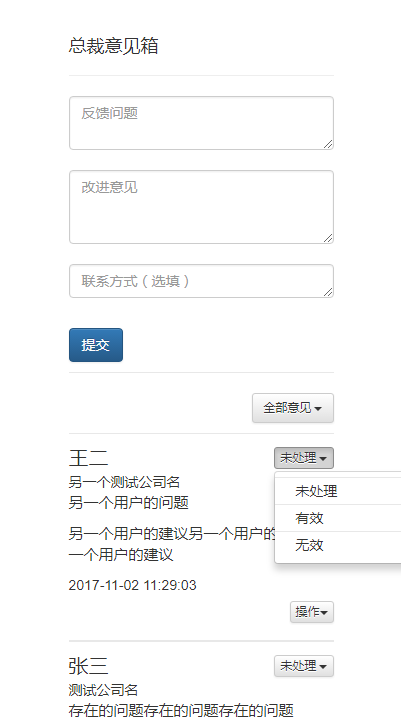 总裁意见箱
反馈问题
改进意见
联系方式（选填）
提交
全部意见
王二
未处理
另一个测试公司名
另一个用户的问题
未处理
有效
无效
另一个用户的建议另一个用户的
一个用户的建议
2017-11-02 11:29:03
操作
张三
未处理
测试公司名
存在的问题存在的问题存在的问题